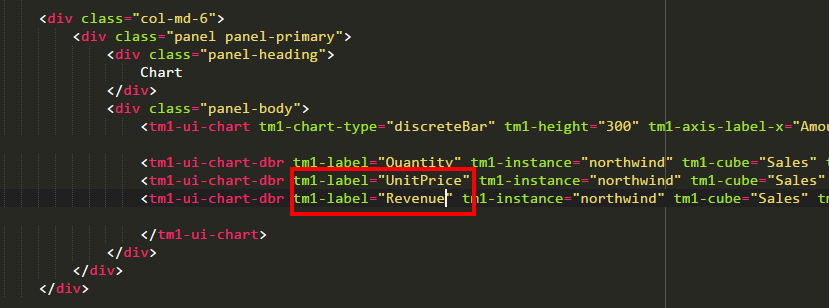 <div class="col-md-6">
<div class="panel panel-primary">
<div class="panel-heading">
Chart
</div>
<div class="panel-body">
<tm1-ui-chart tm1-chart-type="discreteBar" tm1-height="300" tm1-axis-label-x="Amou
<tm1-ui-chart-dbr tm1-label="Quantity" tm1-instance="northwind" tm1-cube="Sales" t
<tm1-ui-chart-dbr tm1-label="UnitPrice" tm1-instance="northwind" tm1-cube="Sales"
<tm1-ui-chart-dbr tm1-label="Revenue" tm1-instance="northwind" tm1-cube="Sales" tm
</tm1-ui-chart>
</div>
</div>
</div>